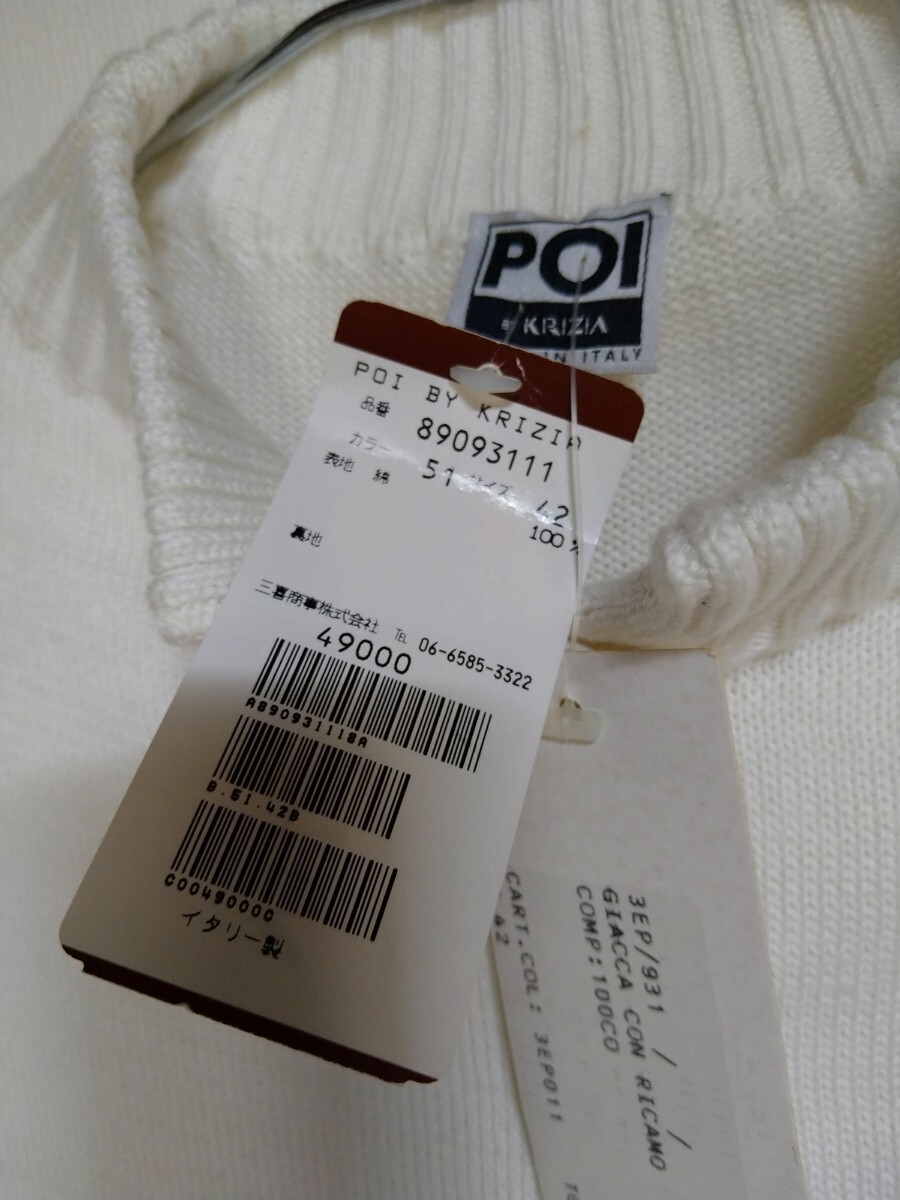 POI
BY KRIZIA
IN ITALY
POI BY KRIZIA
品番 89093111
カラー 51 サイズ 42
表地 綿 100%
裏地
三喜商事株式会社 TEL 06-6585-3322
49000
A890931118A
B.51.42B
C0049000C
イタリー製
3EP/931 / /
GIACCA CON RICAMO
COMP:100CO
CART.COL: 3EP011
42